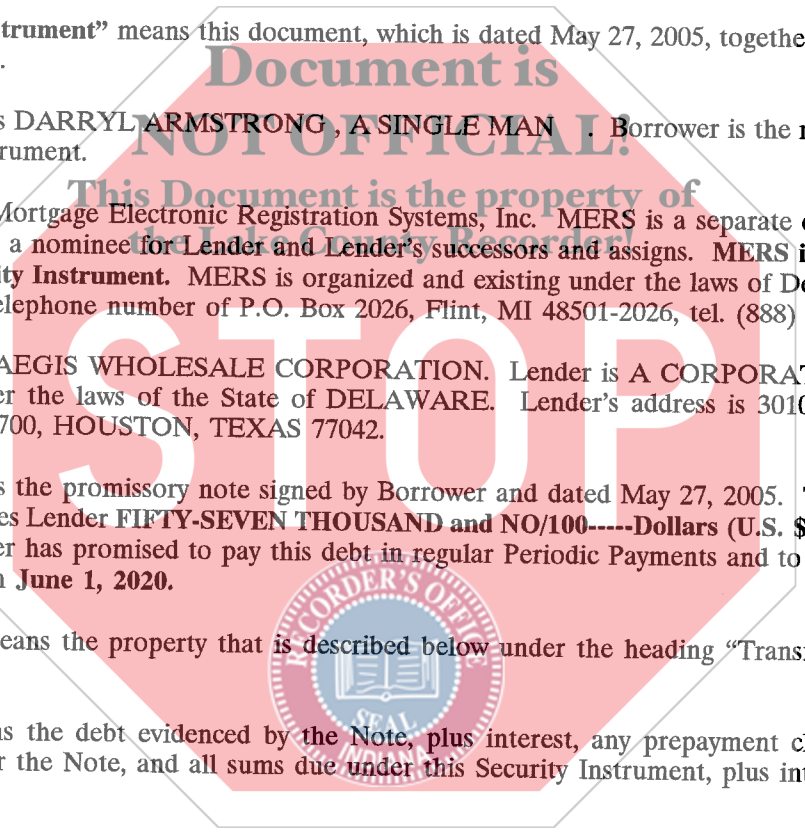 trument” means this document, which is dated May 27, 2005, togethe
.
Document is
s DARRYL ARMSTRONG , A SINGLE MAN . Borrower is the
NOT OFFICIAL!
rument.
This Document is the property of
Mortgage Electronic Registration Systems, Inc. MERS is a separate
a nominee for Lender and Lender’s successors and assigns. MERS i
the Lake County Recorder!
ity Instrument. MERS is organized and existing under the laws of De
elephone number of P.O. Box 2026, Flint, MI 48501-2026, tel. (888)
AEGIS WHOLESALE CORPORATION. Lender is A CORPORAT
er the laws of the State of DELAWARE. Lender's address is 3010
700, HOUSTON, TEXAS 77042.
STOP
s the promissory note signed by Borrower and dated May 27, 2005.
es Lender FIFTY-SEVEN THOUSAND and NO/100-----Dollars (U.S. $
er has promised to pay this debt in regular Periodic Payments and to
June 1, 2020.
RECORDER'S OFFICE
eans the property that is described below under the heading “Trans
SEAL
INDIANA
ns the debt evidenced by the Note, plus interest, any prepayment c
r the Note, and all sums due under this Security Instrument, plus int